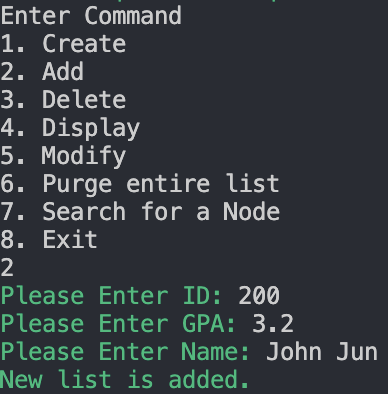 Enter Command
1. Create
2. Add
3. Delete
4. Display
5. Modify
6. Purge entire list
7. Search for a Node
8. Exit
2
Please Enter ID: 200
Please Enter GPA: 3.2
Please Enter Name: John Jun
New list is added.